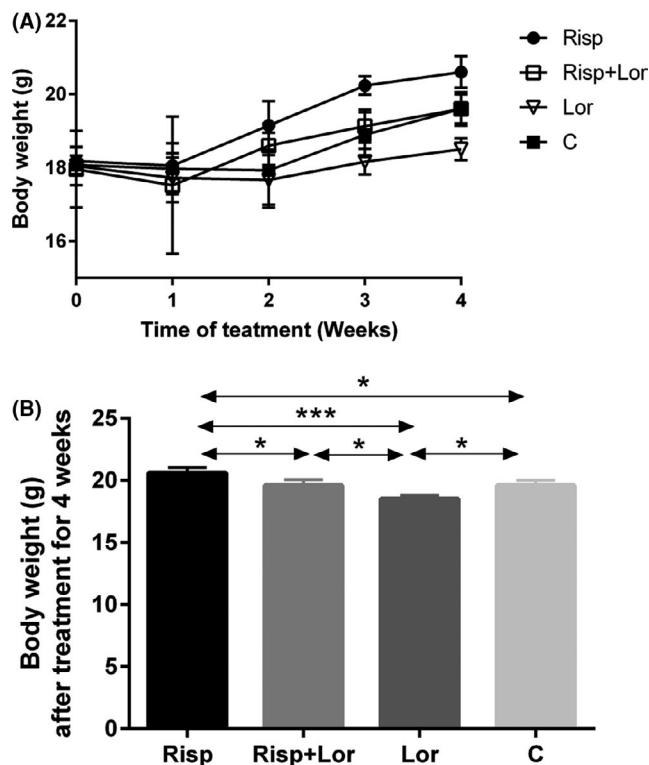 (A)
22
20
18
16
Body weight (g)
0 1 2 3 4
Time of teatment (Weeks)
Risp
Risp+Lor
Lor
C
(B)
25
20
15
10
5
0
Body weight (g)
after treatment for 4 weeks
*
***
* * *
Risp Risp+Lor Lor C